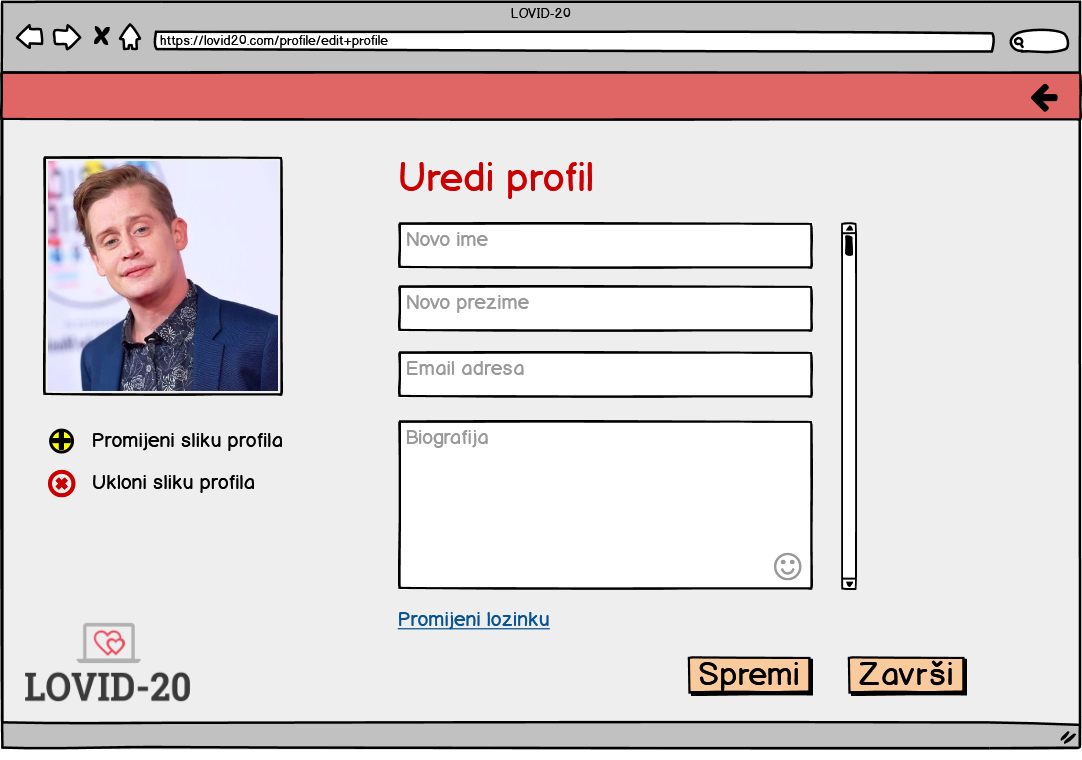 LOVID-20
https://lovid20.com/profile/edit+profile
Uredi profil
Novo ime
Novo prezime
Email adresa
Biografija
Promijeni sliku profila
Ukloni sliku profila
Promijeni lozinku
LOVID-20
Spremi
Završi